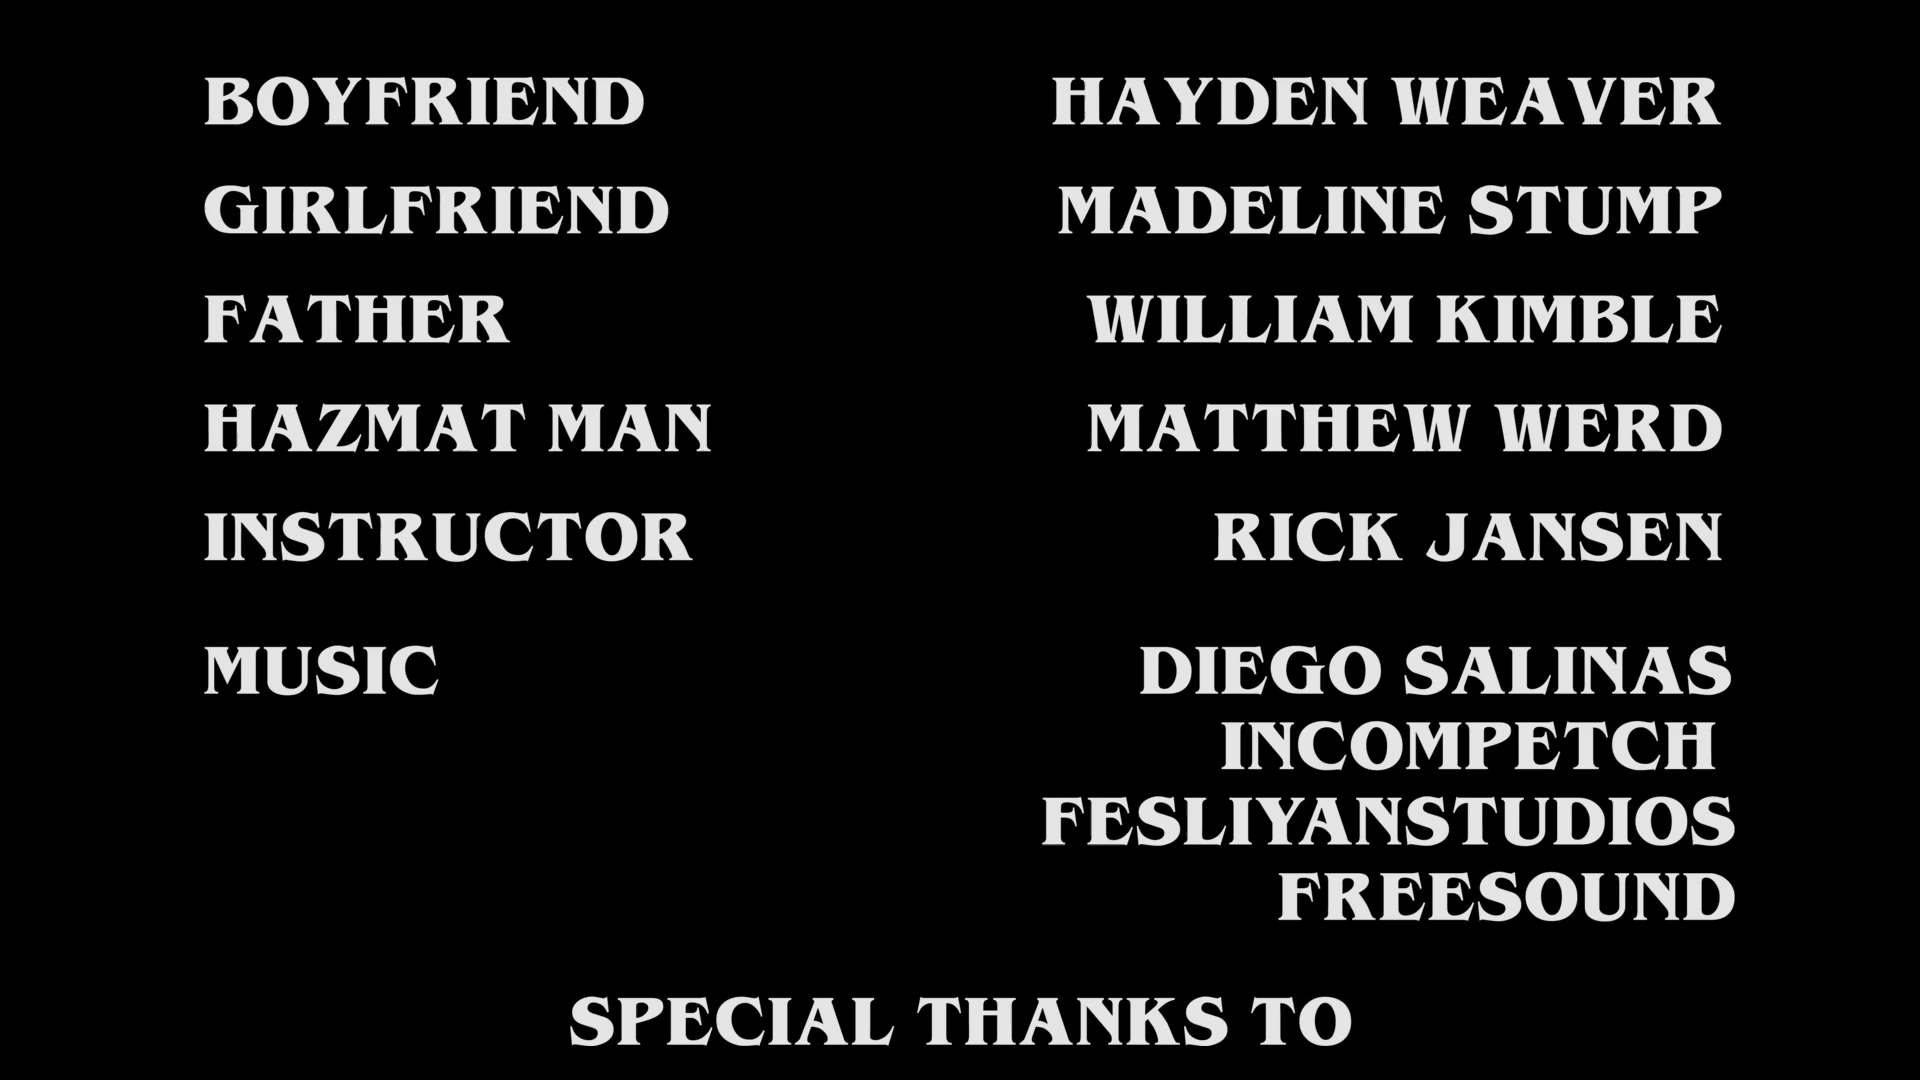 BOYFRIEND HAYDEN WEAVER
GIRLFRIEND MADELINE STUMP
FATHER WILLIAM KIMBLE
HAZMAT MAN MATTHEW WERD
INSTRUCTOR RICK JANSEN
MUSIC DIEGO SALINAS
INCOMPETCH
FESLIYANSTUDIOS
FREESOUND
SPECIAL THANKS TO